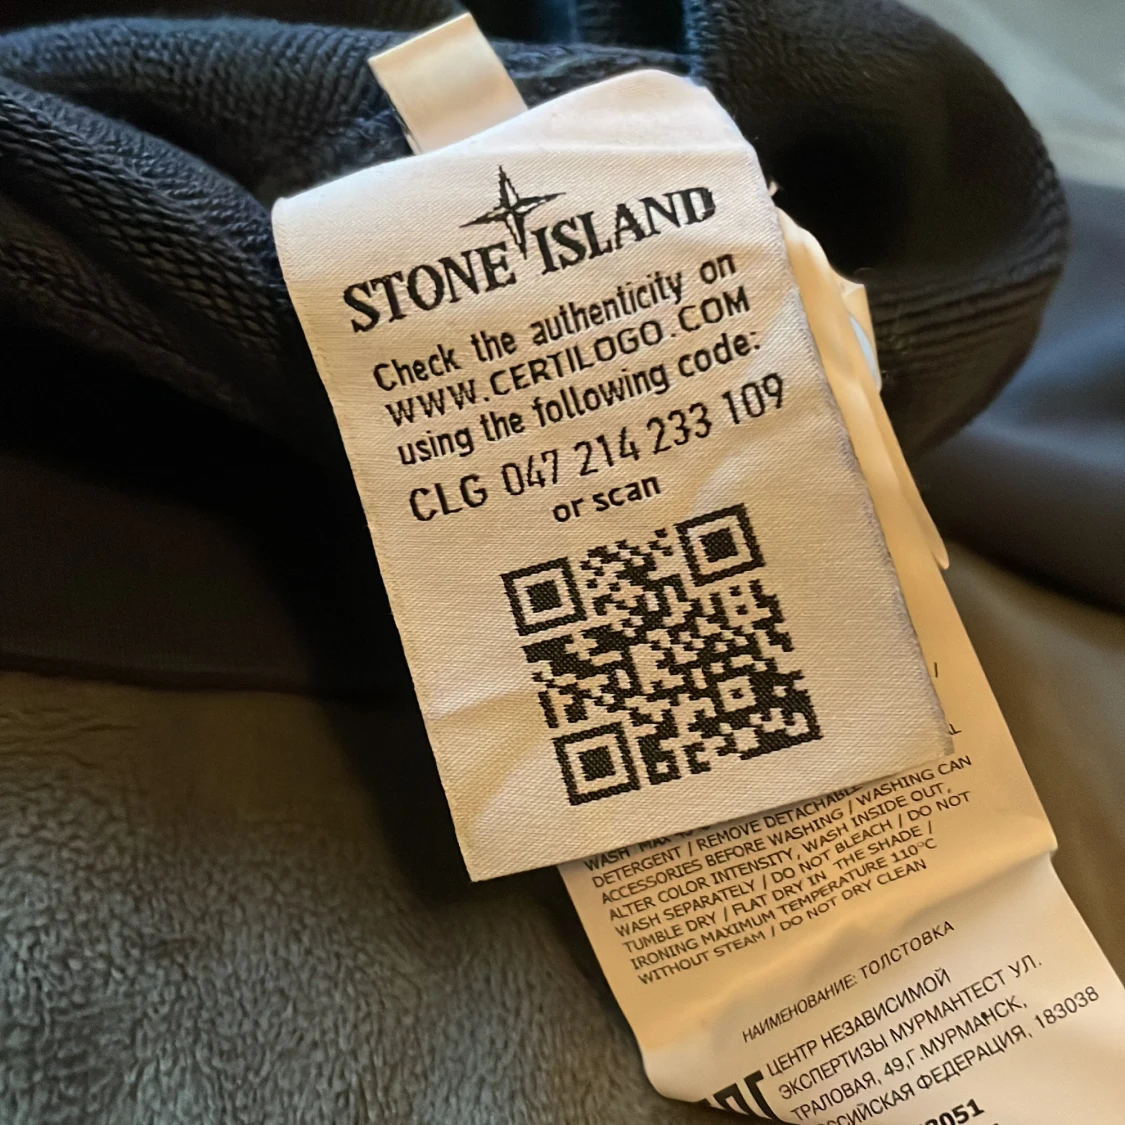 STONE ISLAND
Check the authenticity on
WWW.CERTILOGO.COM
using the following code:
CLG 047 214 233 109
or scan
WASH MAX
DETERGENT / REMOVE DETACHABLE
ACCESSORIES BEFORE WASHING / WASHING CAN
ALTER COLOR INTENSITY, WASH INSIDE OUT,
WASH SEPARATELY / DO NOT BLEACH / DO NOT
TUMBLE DRY / FLAT DRY IN THE SHADE /
IRONING MAXIMUM TEMPERATURE 110°C
WITHOUT STEAM / DO NOT DRY CLEAN
НАИМЕНОВАНИЕ: ТОЛСТОВКА
ЦЕНТР НЕЗАВИСИМОЙ
ЭКСПЕРТИЗЫ МУРМАНТЕСТ УЛ.
ТРАЛОВАЯ, 49,Г.МУРМАНСК,
РОССИЙСКАЯ ФЕДЕРАЦИЯ, 183038